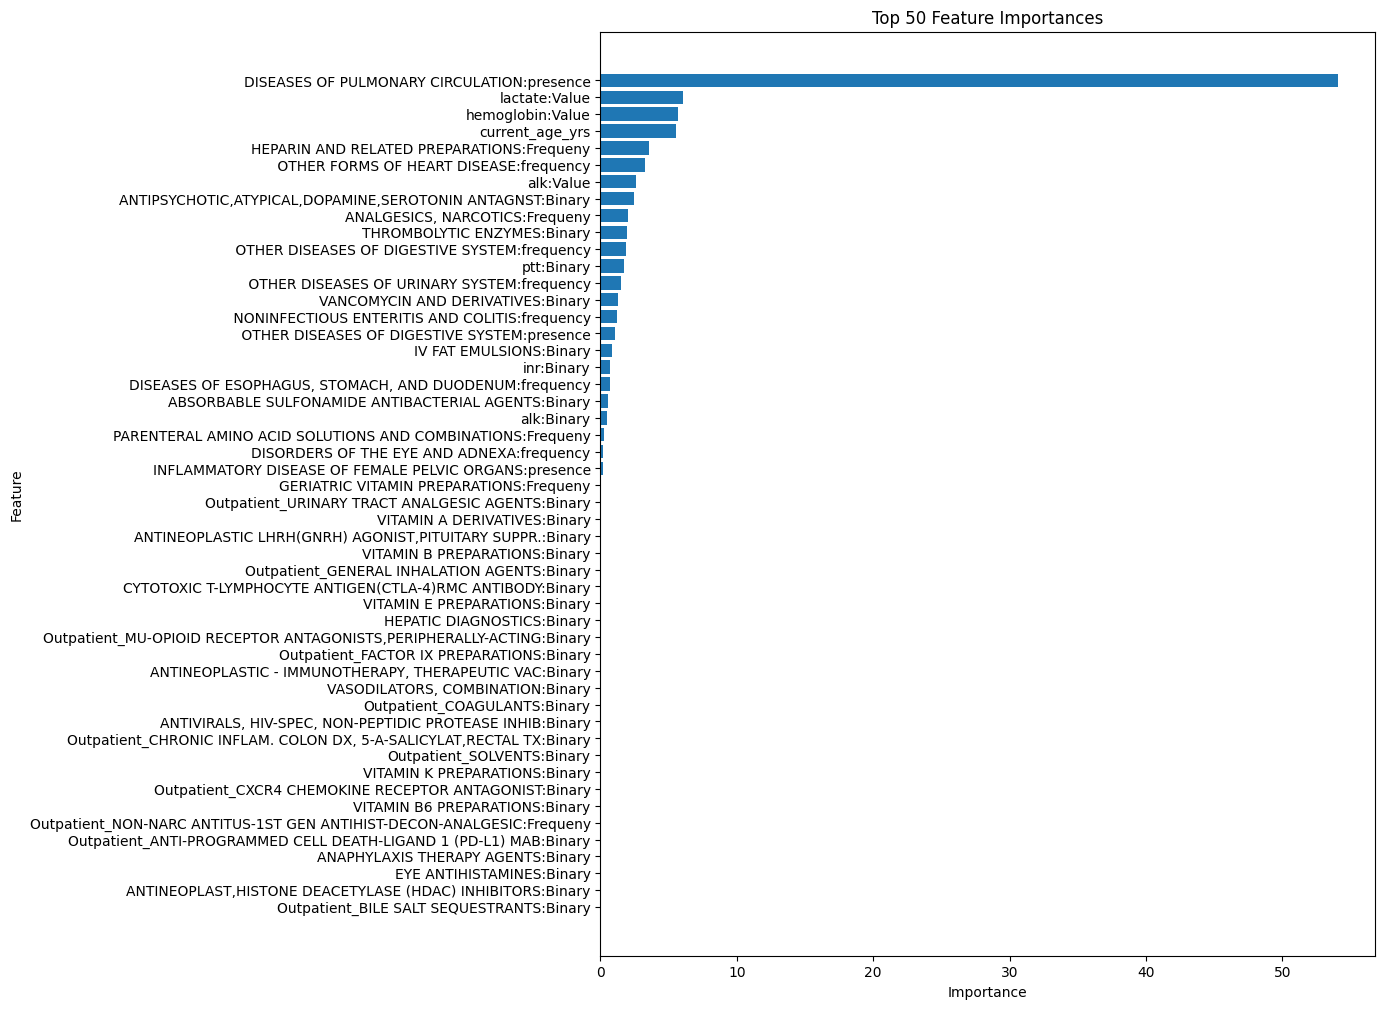 Top 50 Feature Importances
DISEASES OF PULMONARY CIRCULATION:presence
lactate:Value
hemoglobin:Value
current_age_yrs
HEPARIN AND RELATED PREPARATIONS:Frequeny
OTHER FORMS OF HEART DISEASE:frequency
alk:Value
ANTIPSYCHOTIC,ATYPICAL,DOPAMINE,SEROTONIN ANTAGNST:Binary
ANALGESICS, NARCOTICS:Frequeny
THROMBOLYTIC ENZYMES:Binary
OTHER DISEASES OF DIGESTIVE SYSTEM:frequency
ptt:Binary
OTHER DISEASES OF URINARY SYSTEM:frequency
VANCOMYCIN AND DERIVATIVES:Binary
NONINFECTIOUS ENTERITIS AND COLITIS:frequency
OTHER DISEASES OF DIGESTIVE SYSTEM:presence
IV FAT EMULSIONS:Binary
inr:Binary
DISEASES OF ESOPHAGUS, STOMACH, AND DUODENUM:frequency
ABSORBABLE SULFONAMIDE ANTIBACTERIAL AGENTS:Binary
alk:Binary
PARENTERAL AMINO ACID SOLUTIONS AND COMBINATIONS:Frequeny
DISORDERS OF THE EYE AND ADNEXA:frequency
INFLAMMATORY DISEASE OF FEMALE PELVIC ORGANS:presence
GERIATRIC VITAMIN PREPARATIONS:Frequeny
Outpatient_URINARY TRACT ANALGESIC AGENTS:Binary
VITAMIN A DERIVATIVES:Binary
ANTINEOPLASTIC LHRH(GNRH) AGONIST,PITUITARY SUPPR.:Binary
VITAMIN B PREPARATIONS:Binary
Outpatient_GENERAL INHALATION AGENTS:Binary
CYTOTOXIC T-LYMPHOCYTE ANTIGEN(CTLA-4)RMC ANTIBODY:Binary
VITAMIN E PREPARATIONS:Binary
HEPATIC DIAGNOSTICS:Binary
Outpatient_MU-OPIOID RECEPTOR ANTAGONISTS,PERIPHERALLY-ACTING:Binary
Outpatient_FACTOR IX PREPARATIONS:Binary
ANTINEOPLASTIC - IMMUNOTHERAPY, THERAPEUTIC VAC:Binary
VASODILATORS, COMBINATION:Binary
Outpatient_COAGULANTS:Binary
ANTIVIRALS, HIV-SPEC, NON-PEPTIDIC PROTEASE INHIB:Binary
Outpatient_CHRONIC INFLAM. COLON DX, 5-A-SALICYLAT,RECTAL TX:Binary
Outpatient_SOLVENTS:Binary
VITAMIN K PREPARATIONS:Binary
Outpatient_CXCR4 CHEMOKINE RECEPTOR ANTAGONIST:Binary
VITAMIN B6 PREPARATIONS:Binary
Outpatient_NON-NARC ANTITUS-1ST GEN ANTIHIST-DECON-ANALGESIC:Frequeny
Outpatient_ANTI-PROGRAMMED CELL DEATH-LIGAND 1 (PD-L1) MAB:Binary
ANAPHYLAXIS THERAPY AGENTS:Binary
EYE ANTIHISTAMINES:Binary
ANTINEOPLAST,HISTONE DEACETYLASE (HDAC) INHIBITORS:Binary
Outpatient_BILE SALT SEQUESTRANTS:Binary
Feature
0 10 20 30 40 50
Importance